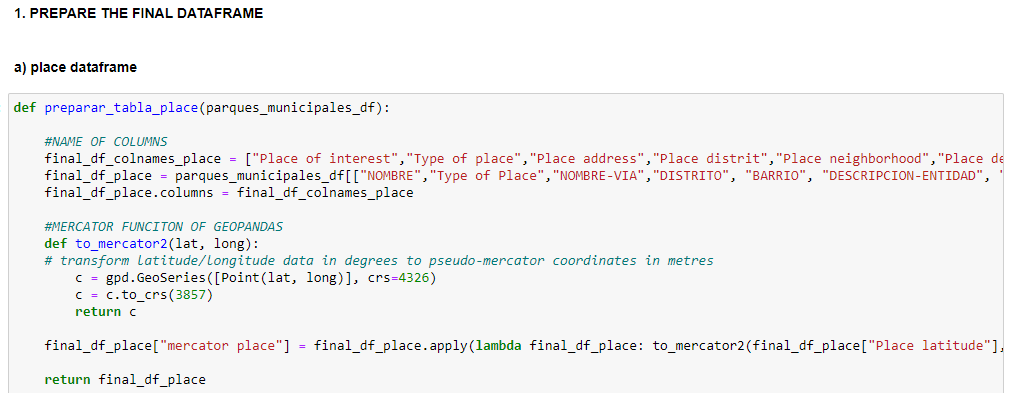 1. PREPARE THE FINAL DATAFRAME
a) place dataframe
def preparar_tabla_place(parques_municipales_df):
#NAME OF COLUMNS
final_df_colnames_place = ["Place of interest","Type of place","Place address","Place distrit","Place neighborhood","Place de
final_df_place = parques_municipales_df[["NOMBRE","Type of Place","NOMBRE-VIA","DISTRITO", "BARRIO", "DESCRIPCION-ENTIDAD", "
final_df_place.columns = final_df_colnames_place
#MERCATOR FUNCITON OF GEOPANDAS
def to_mercator2(lat, long):
# transform latitude/longitude data in degrees to pseudo-mercator coordinates in metres
c = gpd.GeoSeries([Point(lat, long)], crs=4326)
c = c.to_crs(3857)
return c
final_df_place["mercator place"] = final_df_place.apply(lambda final_df_place: to_mercator2(final_df_place["Place latitude"],
return final_df_place